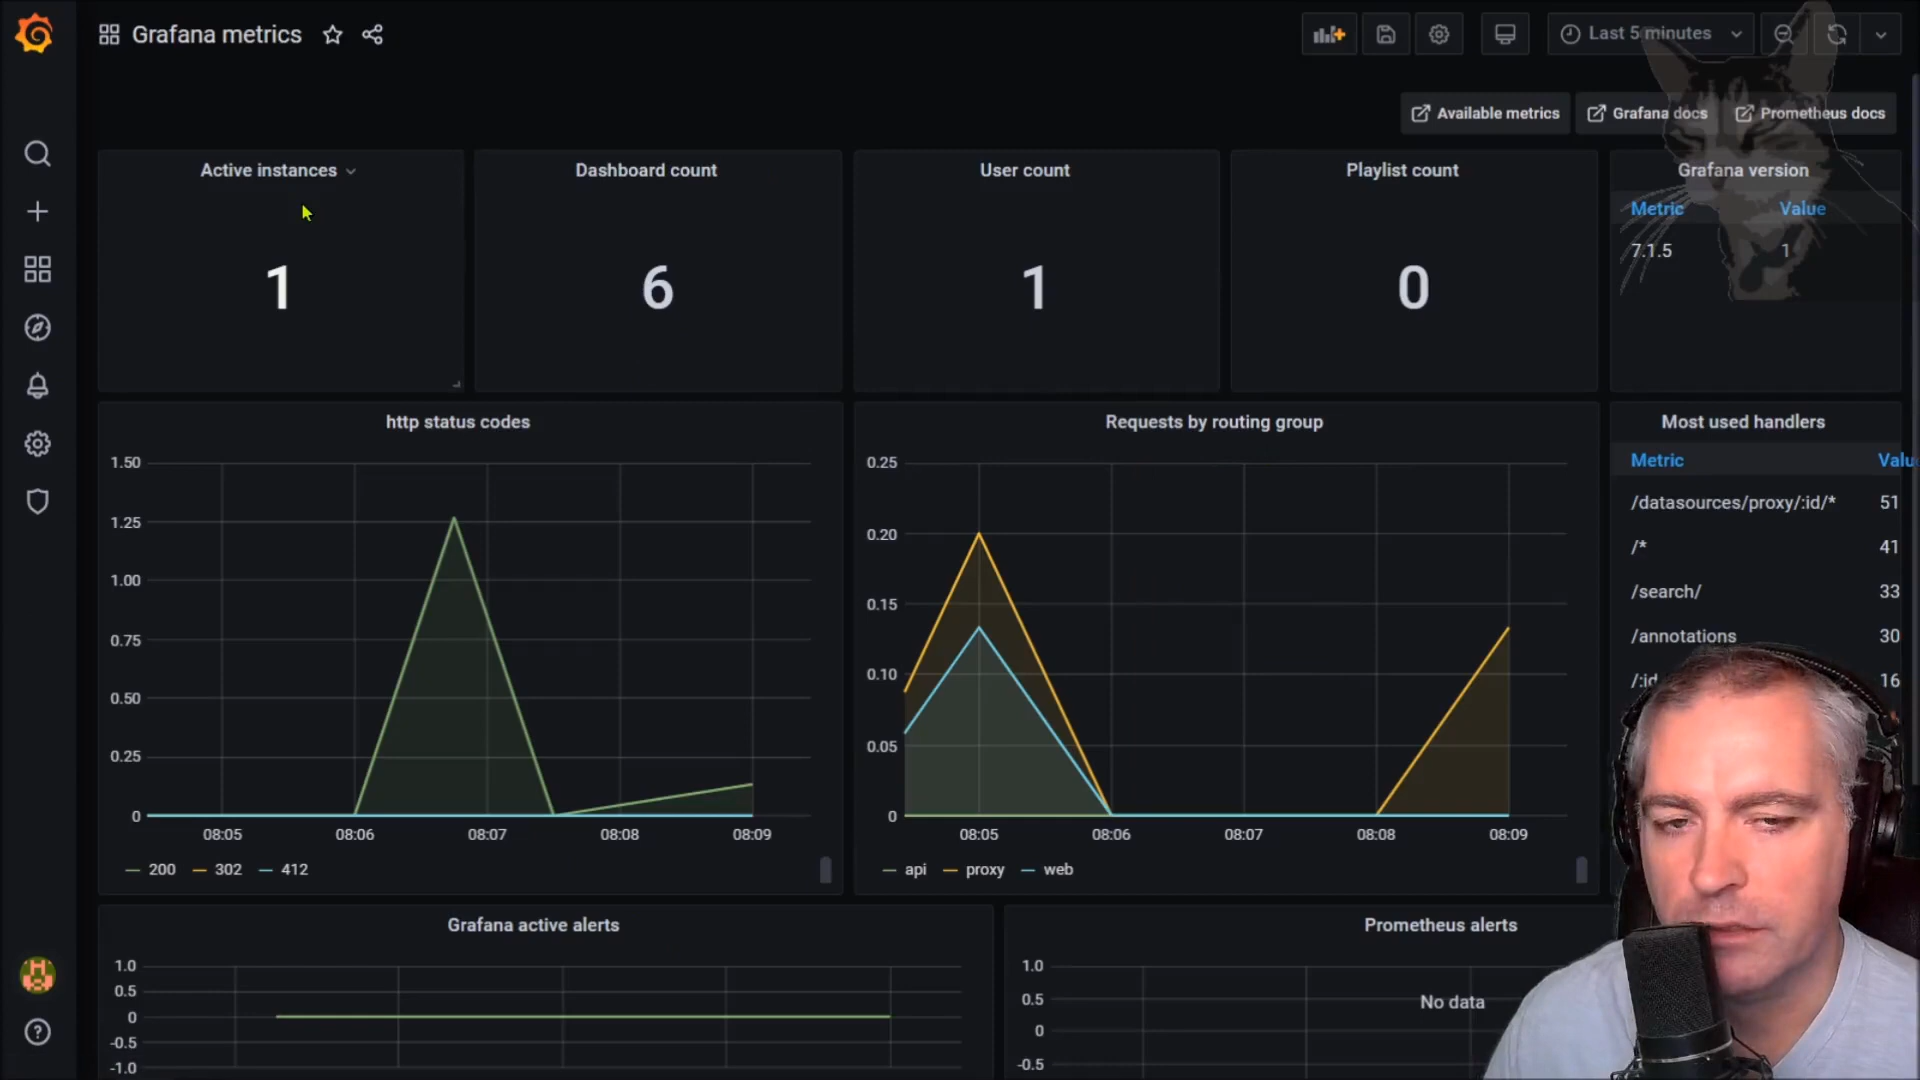 Grafana metrics
Last 5 minutes
Available metrics
Grafana docs
Prometheus docs
Active instances
1
Dashboard count
6
User count
1
Playlist count
0
Grafana version
Metric Value
7.1.5 1
http status codes
1.50
1.25
1.00
0.75
0.50
0.25
0
08:05 08:06 08:07 08:08 08:09
200 302 412
Requests by routing group
0.25
0.20
0.15
0.10
0.05
0
08:05 08:06 08:07 08:08 08:09
api proxy web
Most used handlers
Metric Valu
/datasources/proxy/:id/* 51
/* 41
/search/ 33
/annotations 30
/:id 16
Grafana active alerts
1.0
0.5
0
-0.5
-1.0
Prometheus alerts
1.0
0.5
0
-0.5
No data